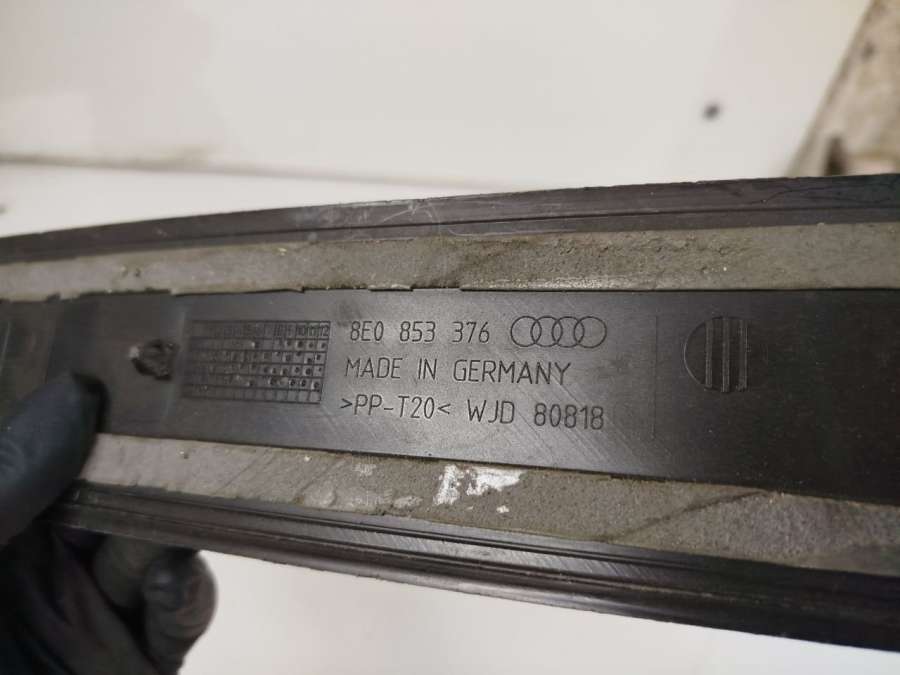 8E0 853 376
MADE IN GERMANY
>PP-T20< WJD 80818